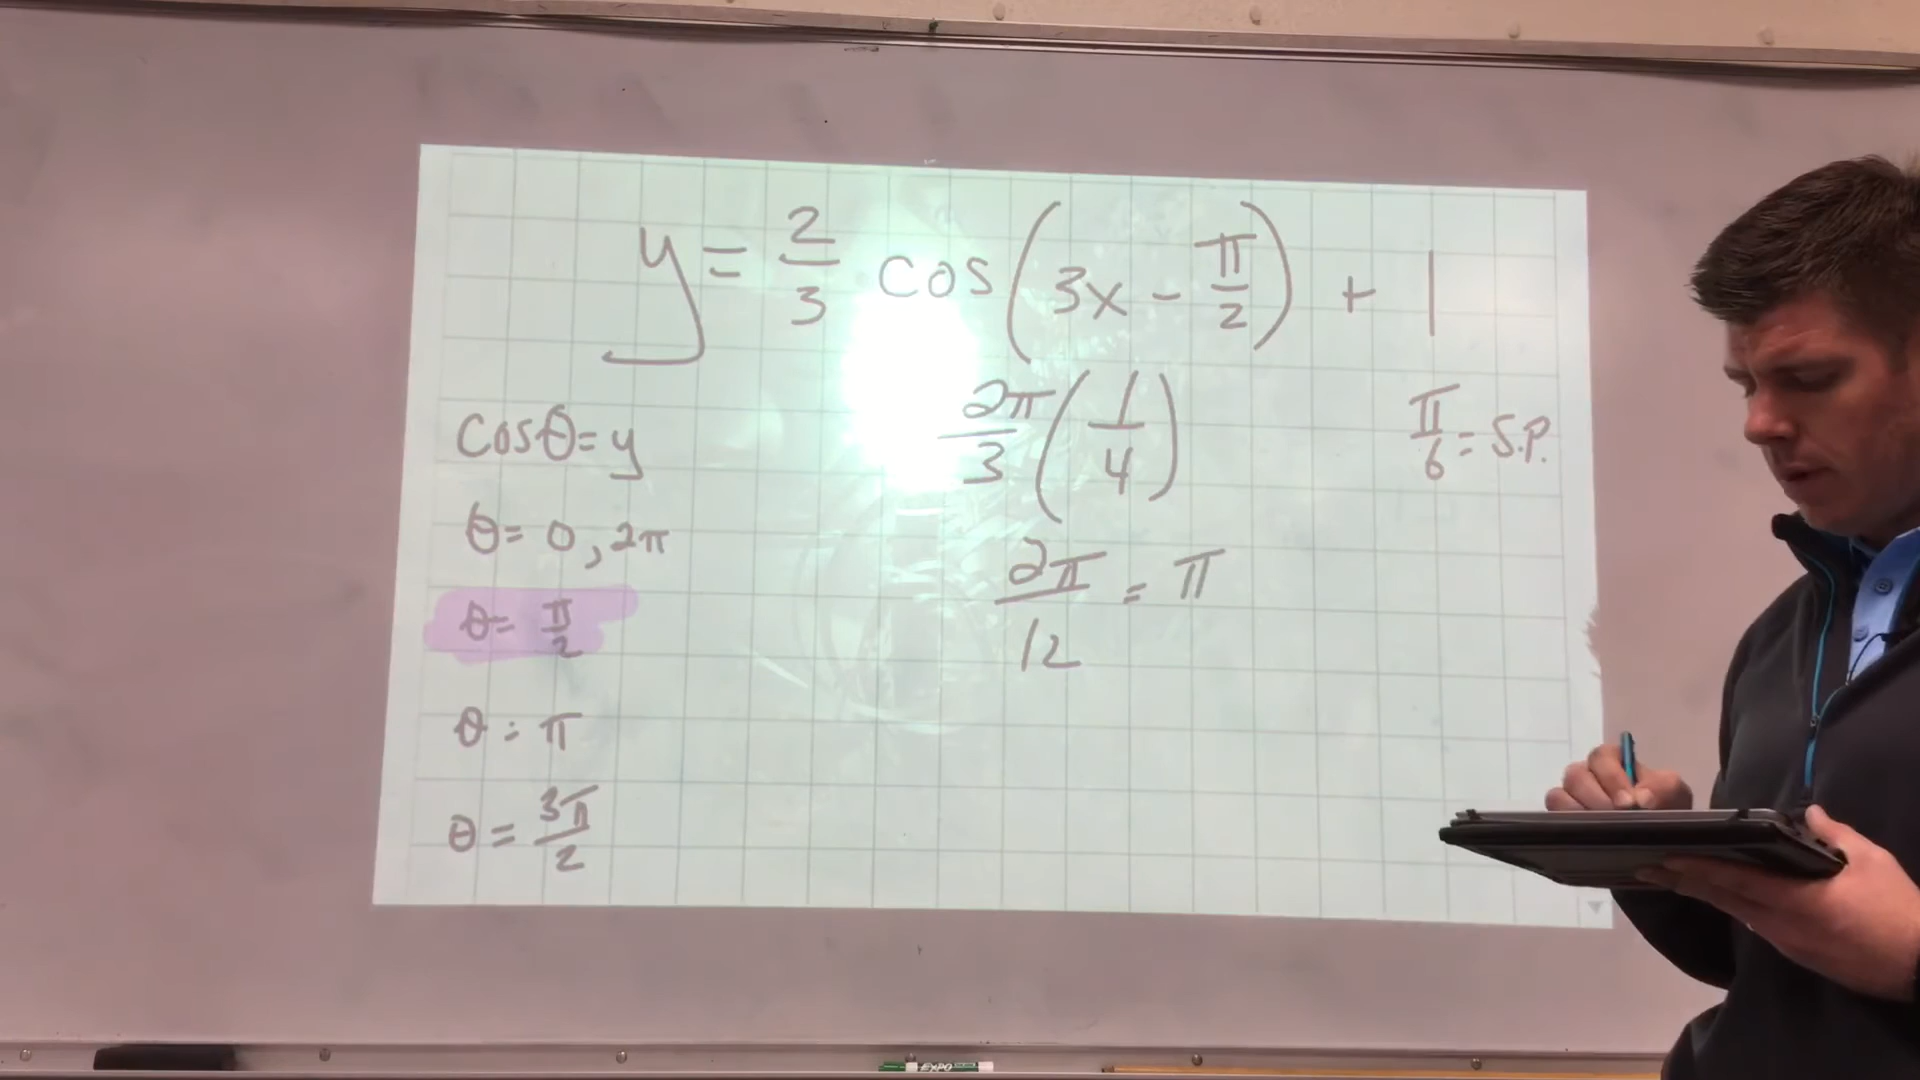 y = 2/3 cos(3x - π/2) + 1
cosθ = y
θ = 0, 2π
θ = π/2
θ = π
θ = 3π/2
2π/3 (1/4)
2π/12 = π
π/6 = S.P.
EXPO